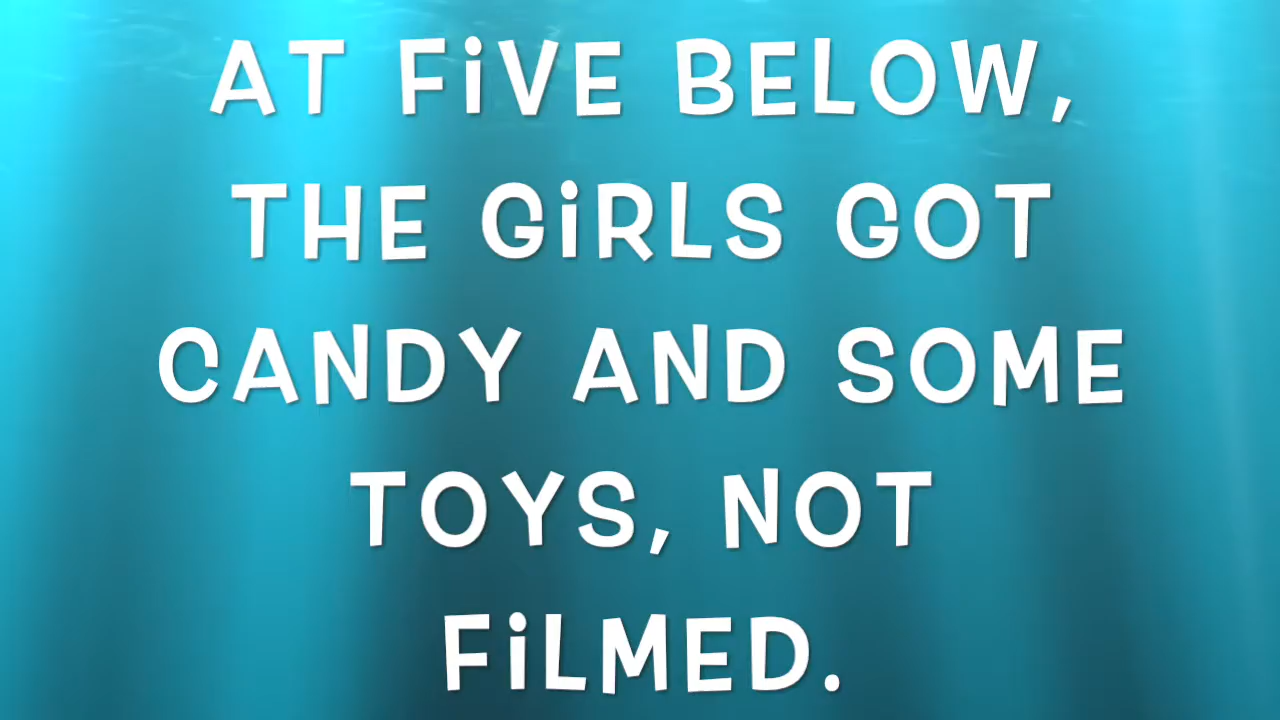 AT FiVE BELOW,
THE GiRLS GOT
CANDY AND SOME
TOYS, NOT
FiLMED.